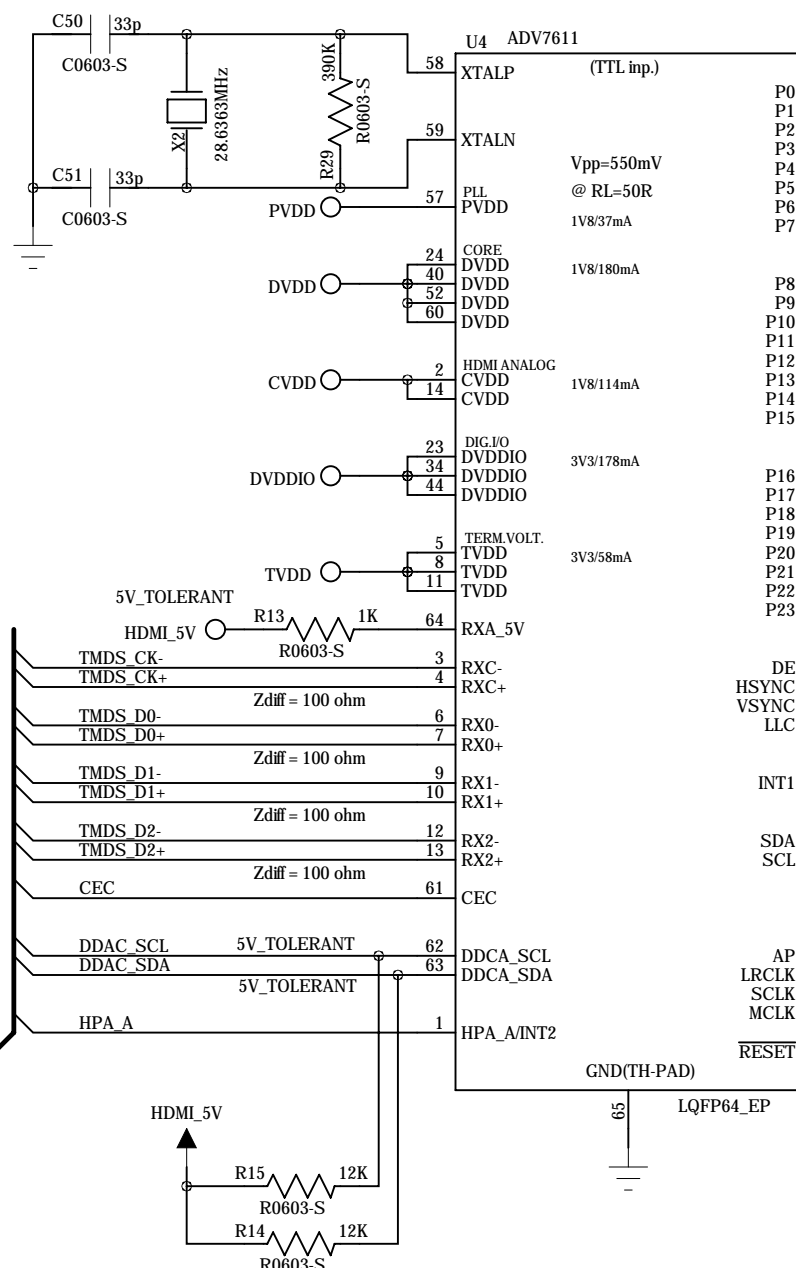 C50 33p
C0603-S
X2
28.6363MHz
390K
R29
R0603-S
C51 33p
C0603-S
U4 ADV7611
58 XTALP (TTL inp.)
59 XTALN
Vpp=550mV
@ RL=50R
PLL
PVDD 57 PVDD 1V8/37mA
CORE
24 DVDD
DVDD 40 DVDD 1V8/180mA
52 DVDD
60 DVDD
HDMI ANALOG
CVDD 2 CVDD 1V8/114mA
14 CVDD
DIG.I/O
23 DVDDIO 3V3/178mA
DVDDIO 34 DVDDIO
44 DVDDIO
TERM.VOLT.
5 TVDD 3V3/58mA
TVDD 8 TVDD
11 TVDD
5V_TOLERANT
HDMI_5V R13 1K 64 RXA_5V
R0603-S
TMDS_CK- 3 RXC-
TMDS_CK+ 4 RXC+
Zdiff = 100 ohm
TMDS_D0- 6 RX0-
TMDS_D0+ 7 RX0+
Zdiff = 100 ohm
TMDS_D1- 9 RX1-
TMDS_D1+ 10 RX1+
Zdiff = 100 ohm
TMDS_D2- 12 RX2-
TMDS_D2+ 13 RX2+
Zdiff = 100 ohm
CEC 61 CEC
DDAC_SCL 5V_TOLERANT 62 DDCA_SCL
DDAC_SDA 63 DDCA_SDA
5V_TOLERANT
HPA_A 1 HPA_A/INT2
P0
P1
P2
P3
P4
P5
P6
P7
P8
P9
P10
P11
P12
P13
P14
P15
P16
P17
P18
P19
P20
P21
P22
P23
DE
HSYNC
VSYNC
LLC
INT1
SDA
SCL
AP
LRCLK
SCLK
MCLK
RESET
GND(TH-PAD)
65
LQFP64_EP
HDMI_5V
R15 12K
R0603-S
R14 12K
R0603-S